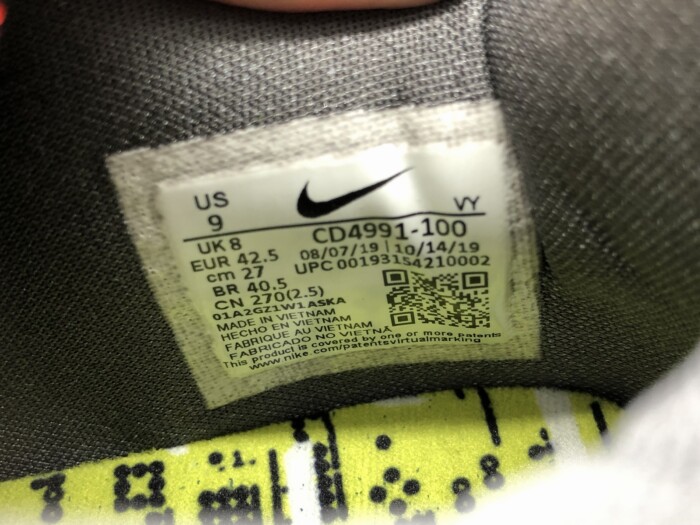 US
9
VY
UK 8
CD4991-100
EUR 42.5
08/07/19 | 10/14/19
cm 27
UPC 00193154210002
BR 40.5
CN 270(2.5)
01A2GZ1W1ASKA
MADE IN VIETNAM
HECHO EN VIETNAM
FABRIQUE AU VIETNAM
FABRICADO NO VIETNÃ
This product is covered by one or more patents
www.nike.com/patentsvirtualmarking